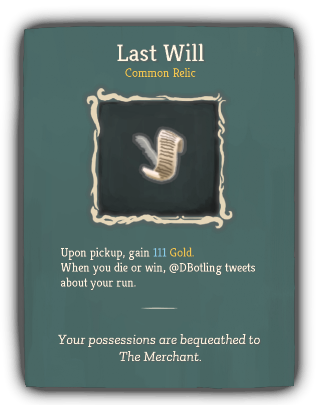 Last Will
Common Relic
Upon pickup, gain 111 Gold.
When you die or win, @DBotling tweets
about your run.
Your possessions are bequeathed to
The Merchant.